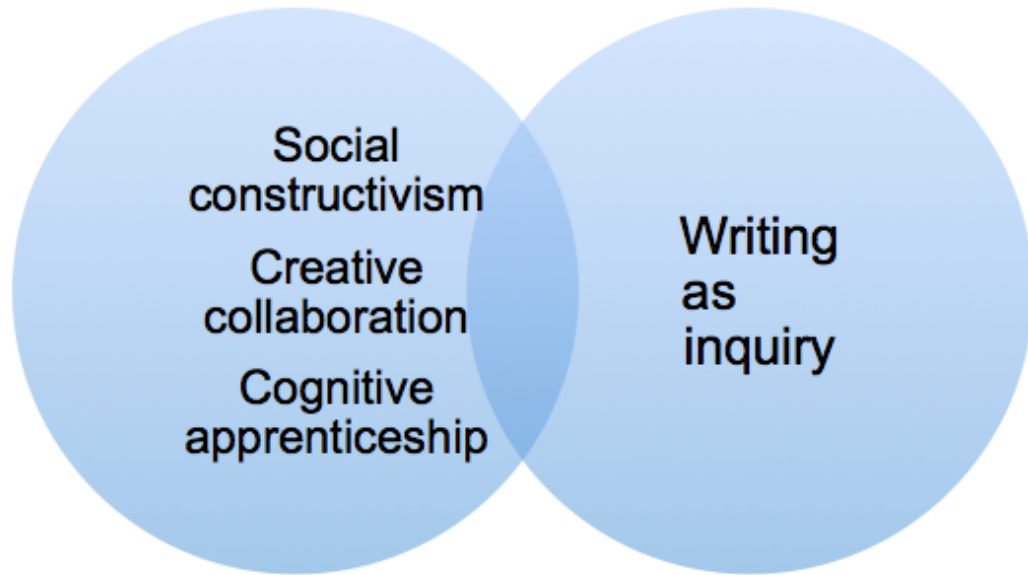 Social
constructivism
Creative
collaboration
Cognitive
apprenticeship
Writing
as
inquiry